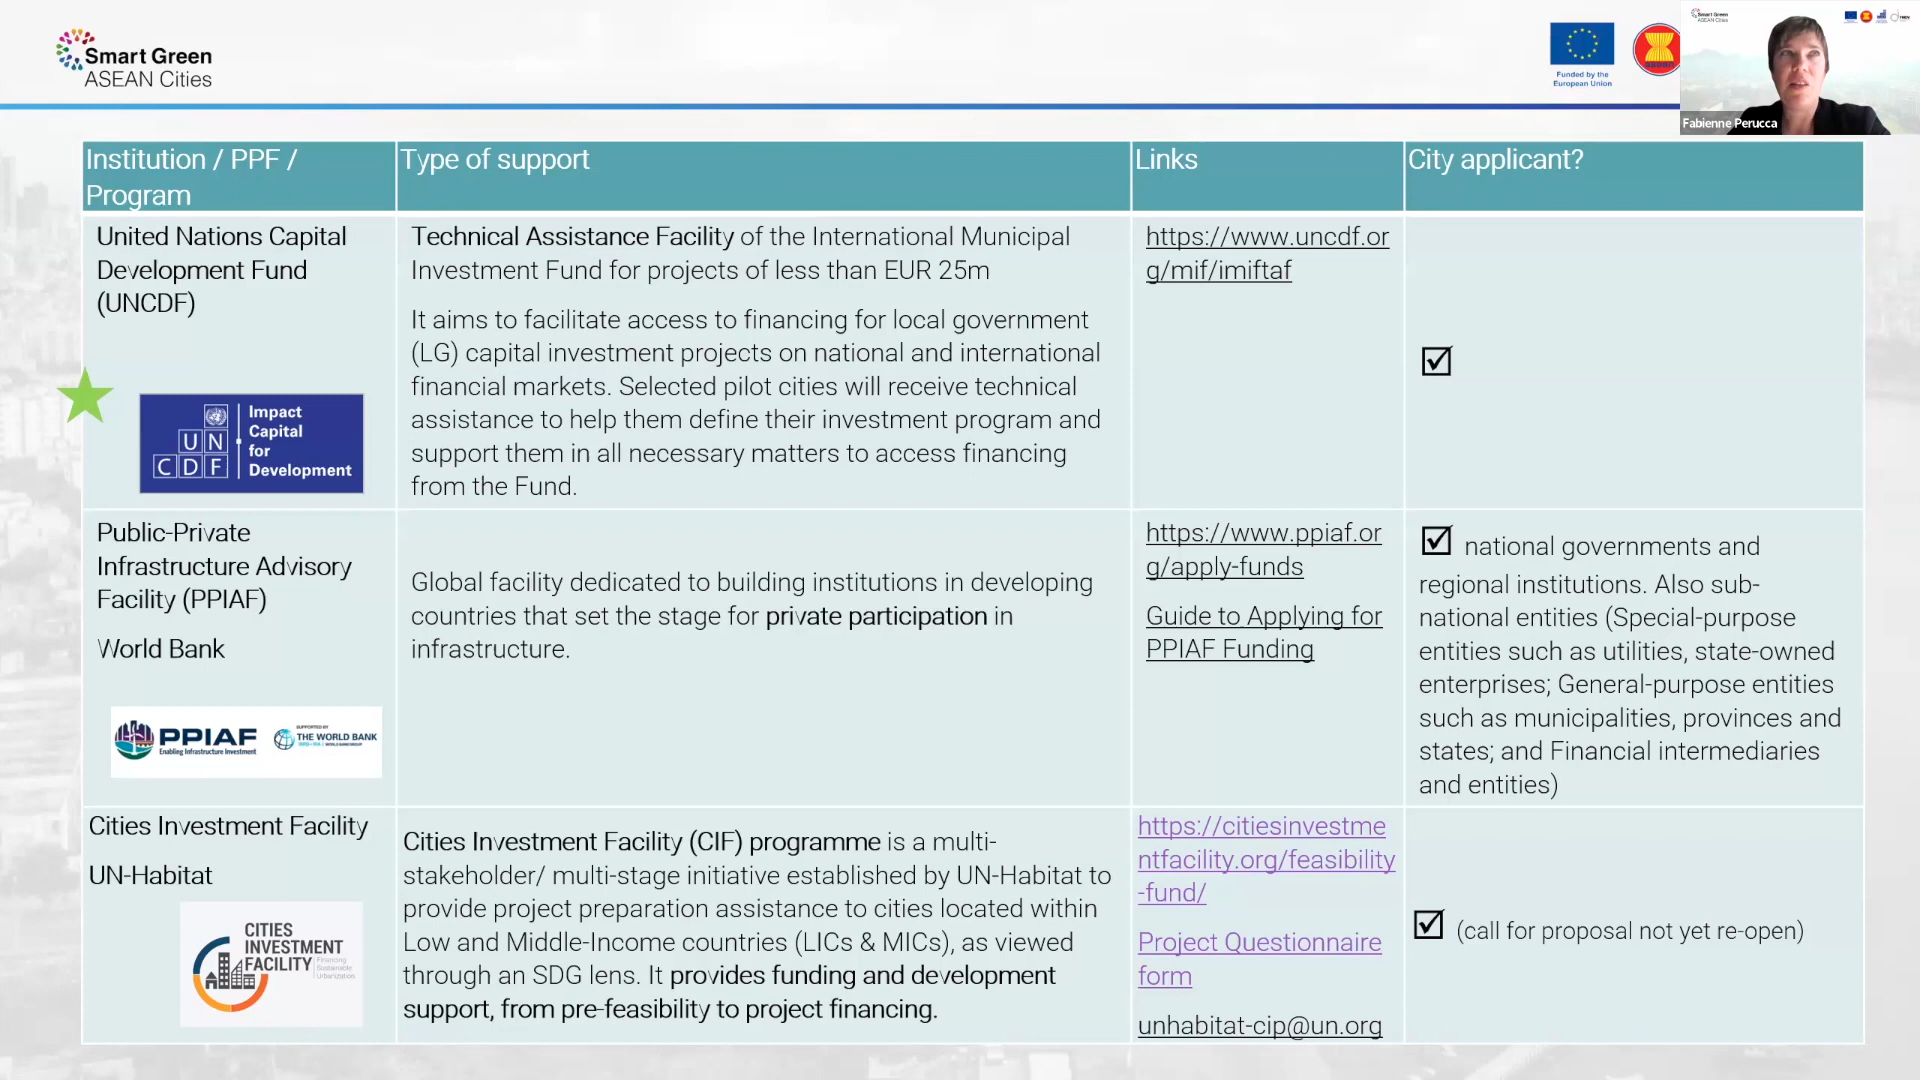 Smart Green
ASEAN Cities
Funded by the
European Union
Smart Green
ASEAN Cities
Fabienne Perucca
Institution / PPF /
Program
Type of support
Links
City applicant?
United Nations Capital
Development Fund
(UNCDF)
UN
CDF
Impact
Capital
for
Development
Technical Assistance Facility of the International Municipal
Investment Fund for projects of less than EUR 25m
It aims to facilitate access to financing for local government
(LG) capital investment projects on national and international
financial markets. Selected pilot cities will receive technical
assistance to help them define their investment program and
support them in all necessary matters to access financing
from the Fund.
https://www.uncdf.or
g/mif/imiftaf
Public-Private
Infrastructure Advisory
Facility (PPIAF)
World Bank
PPIAF
Enabling Infrastructure Investment
SUPPORTED BY
THE WORLD BANK
Global facility dedicated to building institutions in developing
countries that set the stage for private participation in
infrastructure.
https://www.ppiaf.or
g/apply-funds
Guide to Applying for
PPIAF Funding
national governments and
regional institutions. Also sub-
national entities (Special-purpose
entities such as utilities, state-owned
enterprises; General-purpose entities
such as municipalities, provinces and
states; and Financial intermediaries
and entities)
Cities Investment Facility
UN-Habitat
CITIES
INVESTMENT
FACILITY
Financing
Sustainable
Urbanization
Cities Investment Facility (CIF) programme is a multi-
stakeholder/ multi-stage initiative established by UN-Habitat to
provide project preparation assistance to cities located within
Low and Middle-Income countries (LICs & MICs), as viewed
through an SDG lens. It provides funding and development
support, from pre-feasibility to project financing.
https://citiesinvestme
ntfacility.org/feasibility
-fund/
Project Questionnaire
form
unhabitat-cip@un.org
(call for proposal not yet re-open)